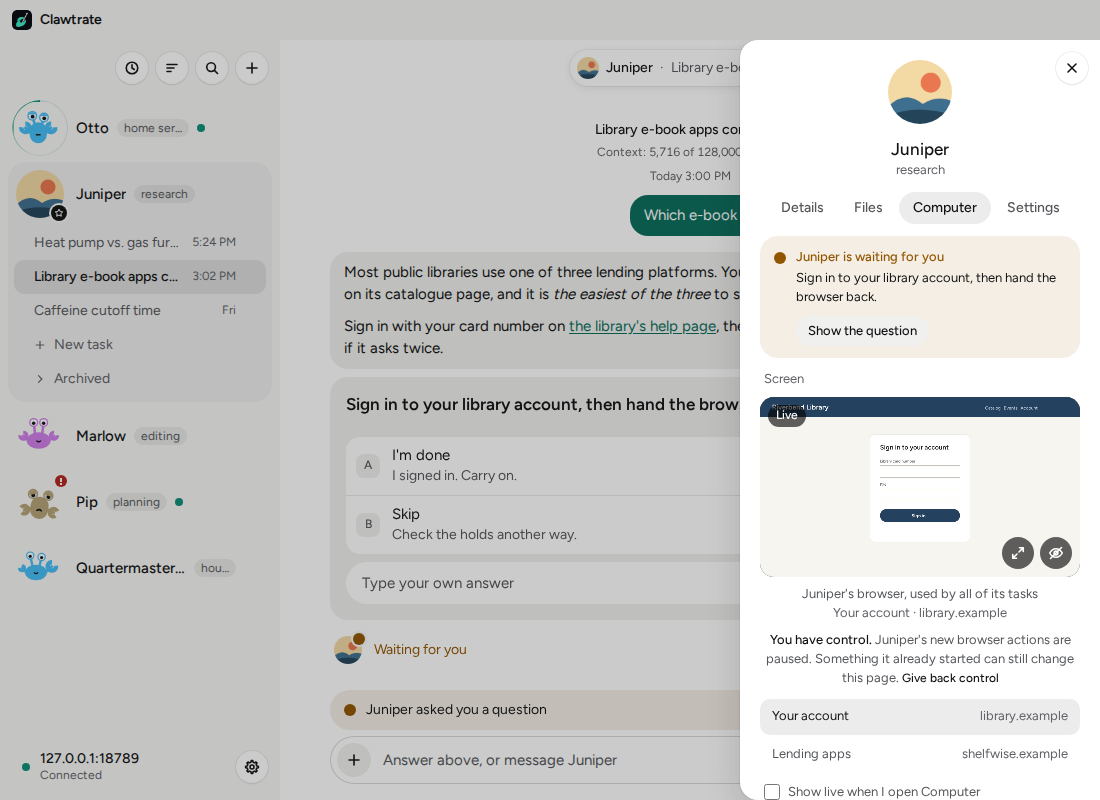 Clawtrate
Otto
home ser...
Juniper
research
Heat pump vs. gas fur...
5:24 PM
Library e-book apps c...
3:02 PM
Caffeine cutoff time
Fri
New task
Archived
Marlow
editing
Pip
planning
Quartermaster...
hou...
127.0.0.1:18789
Connected
Juniper · Library e-b
Library e-book apps co
Context: 5,716 of 128,000
Today 3:00 PM
Which e-book
Most public libraries use one of three lending platforms. You
on its catalogue page, and it is the easiest of the three to s
Sign in with your card number on the library's help page, the
if it asks twice.
Sign in to your library account, then hand the brow
A
I'm done
I signed in. Carry on.
B
Skip
Check the holds another way.
Type your own answer
Waiting for you
Juniper asked you a question
Answer above, or message Juniper
Juniper
research
Details
Files
Computer
Settings
Juniper is waiting for you
Sign in to your library account, then hand the
browser back.
Show the question
Screen
Library
Catalog Events Account
Live
Sign in to your account
Library card number
PIN
Sign in
Juniper's browser, used by all of its tasks
Your account · library.example
You have control. Juniper's new browser actions are
paused. Something it already started can still change
this page. Give back control
Your account
library.example
Lending apps
shelfwise.example
Show live when I open Computer